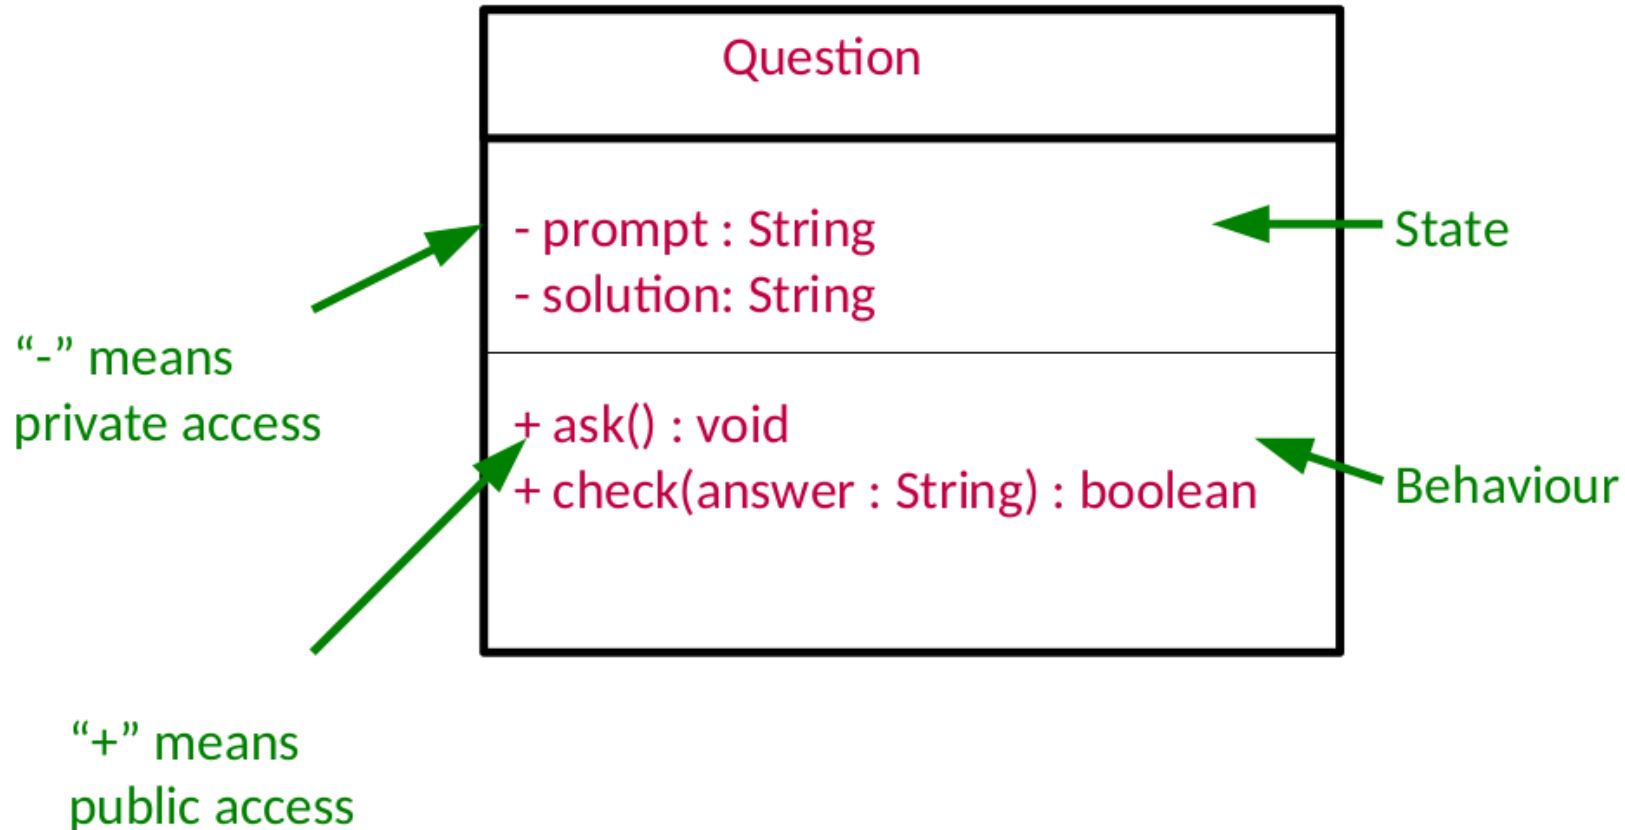 Question
- prompt : String
- solution: String
+ ask() : void
+ check(answer : String) : boolean
State
Behaviour
“-” means
private access
“+” means
public access